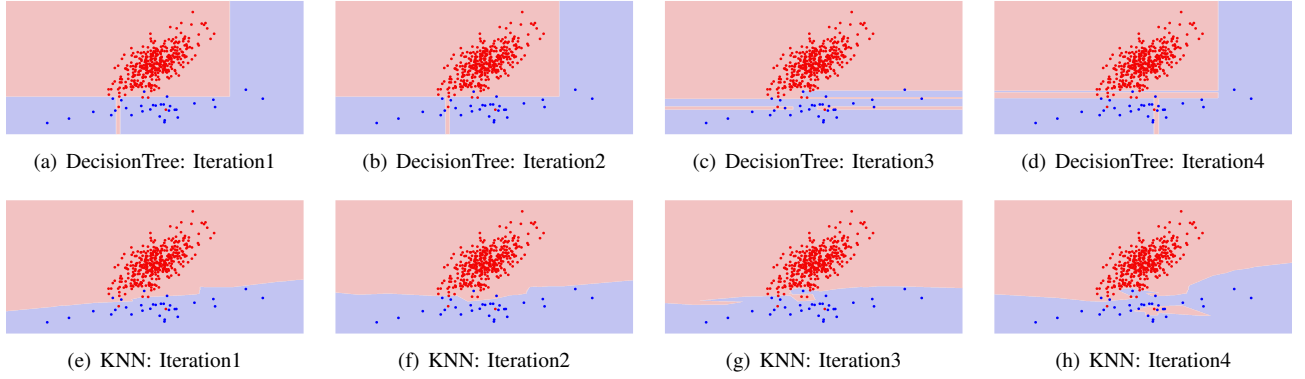 (a) DecisionTree: Iteration1
(b) DecisionTree: Iteration2
(c) DecisionTree: Iteration3
(d) DecisionTree: Iteration4
(e) KNN: Iteration1
(f) KNN: Iteration2
(g) KNN: Iteration3
(h) KNN: Iteration4